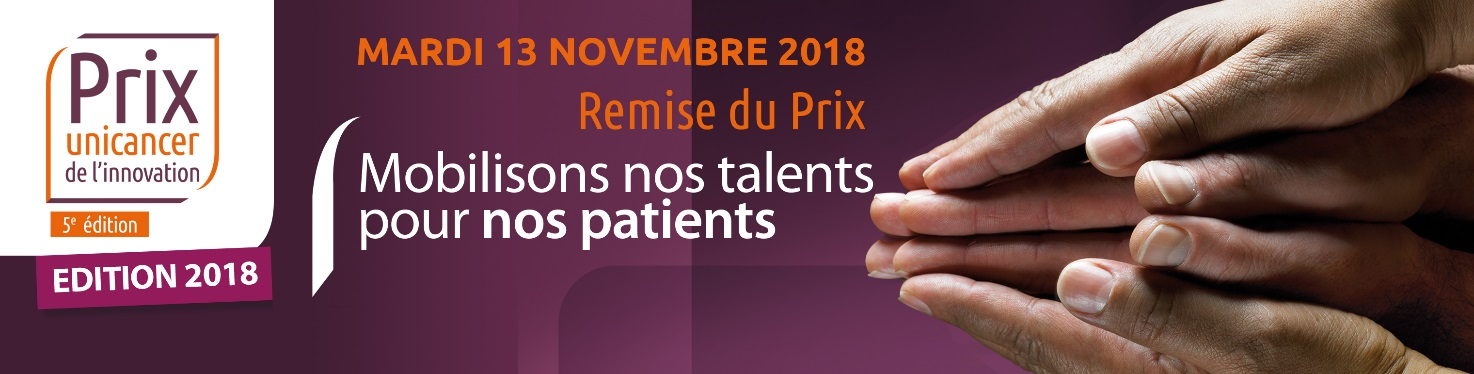 Prix
unicancer
de l'innovation
5e édition
EDITION 2018
MARDI 13 NOVEMBRE 2018
Remise du Prix
Mobilisons nos talents
pour nos patients